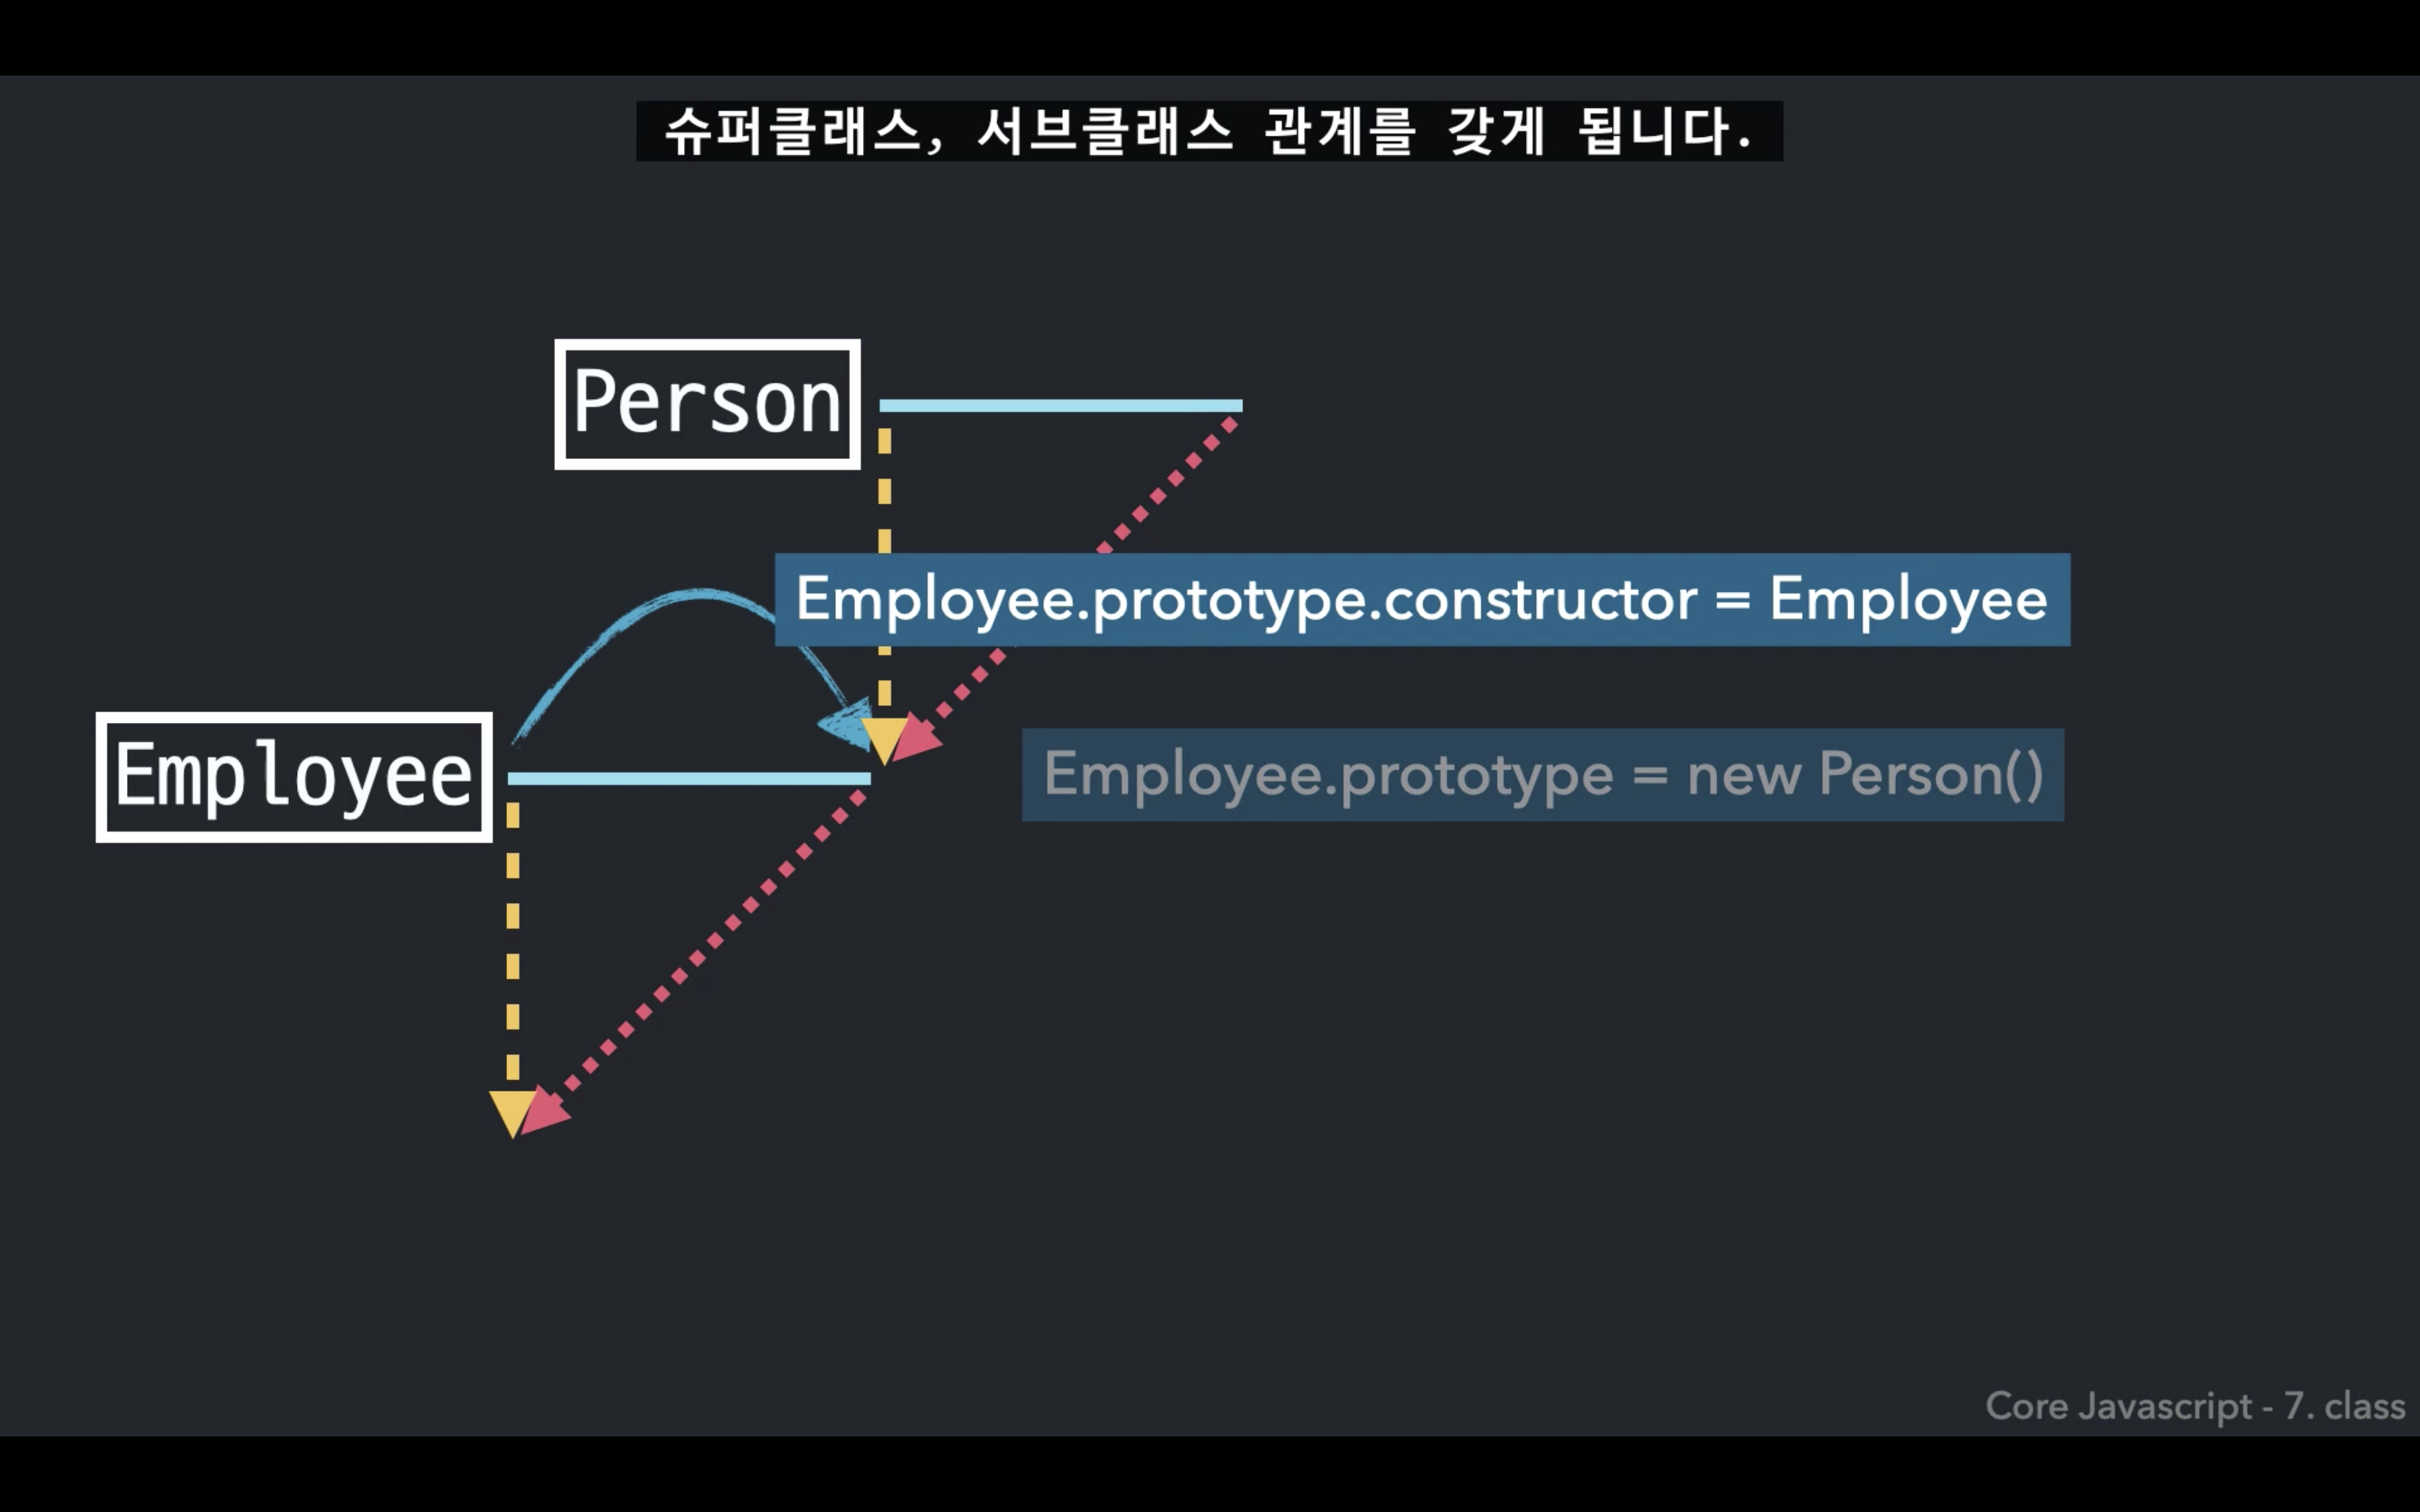 슈퍼클래스, 서브클래스 관계를 갖게 됩니다.
Person
Employee.prototype.constructor = Employee
Employee
Employee.prototype = new Person()
Core Javascript - 7. class